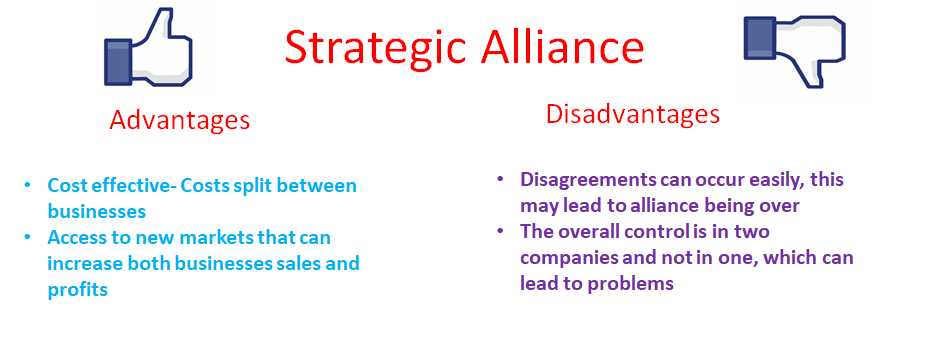 Strategic Alliance
Advantages
• Cost effective- Costs split between
businesses
• Access to new markets that can
increase both businesses sales and
profits
Disadvantages
• Disagreements can occur easily, this
may lead to alliance being over
• The overall control is in two
companies and not in one, which can
lead to problems